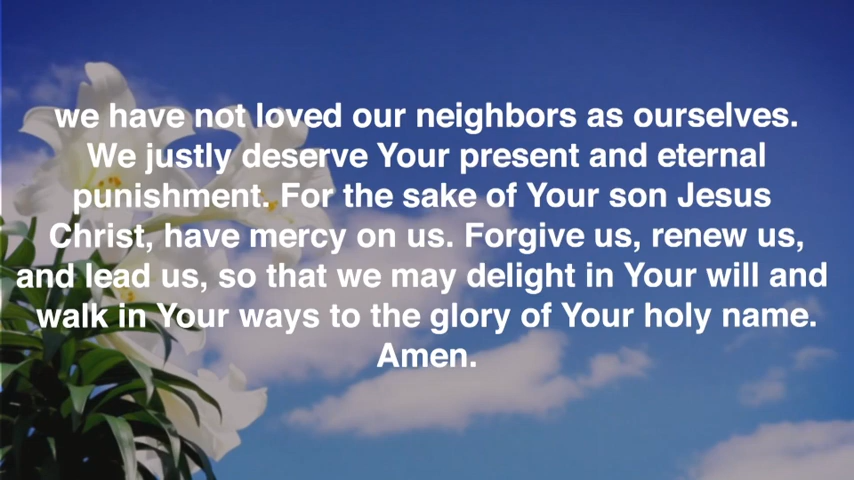 we have not loved our neighbors as ourselves.
We justly deserve Your present and eternal
punishment. For the sake of Your son Jesus
Christ, have mercy on us. Forgive us, renew us,
and lead us, so that we may delight in Your will and
walk in Your ways to the glory of Your holy name.
Amen.